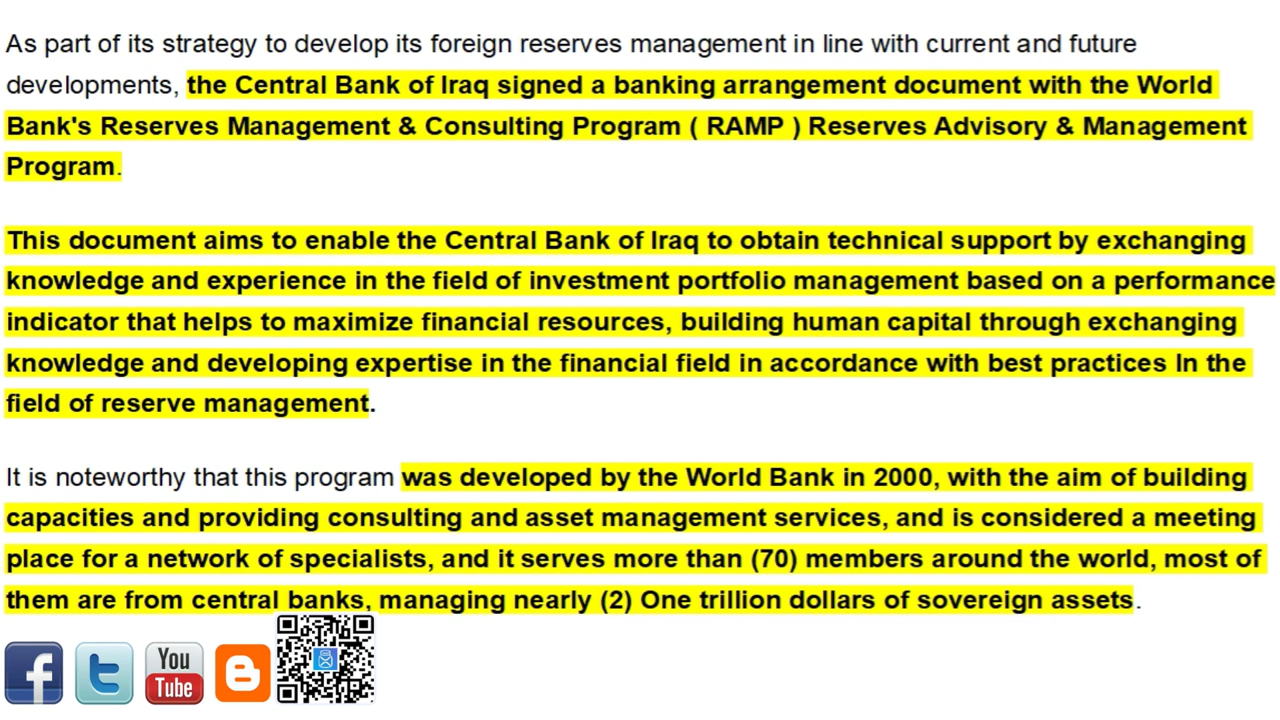 As part of its strategy to develop its foreign reserves management in line with current and future
developments, the Central Bank of Iraq signed a banking arrangement document with the World
Bank's Reserves Management & Consulting Program ( RAMP ) Reserves Advisory & Management
Program.
This document aims to enable the Central Bank of Iraq to obtain technical support by exchanging
knowledge and experience in the field of investment portfolio management based on a performance
indicator that helps to maximize financial resources, building human capital through exchanging
knowledge and developing expertise in the financial field in accordance with best practices In the
field of reserve management.
It is noteworthy that this program was developed by the World Bank in 2000, with the aim of building
capacities and providing consulting and asset management services, and is considered a meeting
place for a network of specialists, and it serves more than (70) members around the world, most of
them are from central banks, managing nearly (2) One trillion dollars of sovereign assets.
f t You Tube B